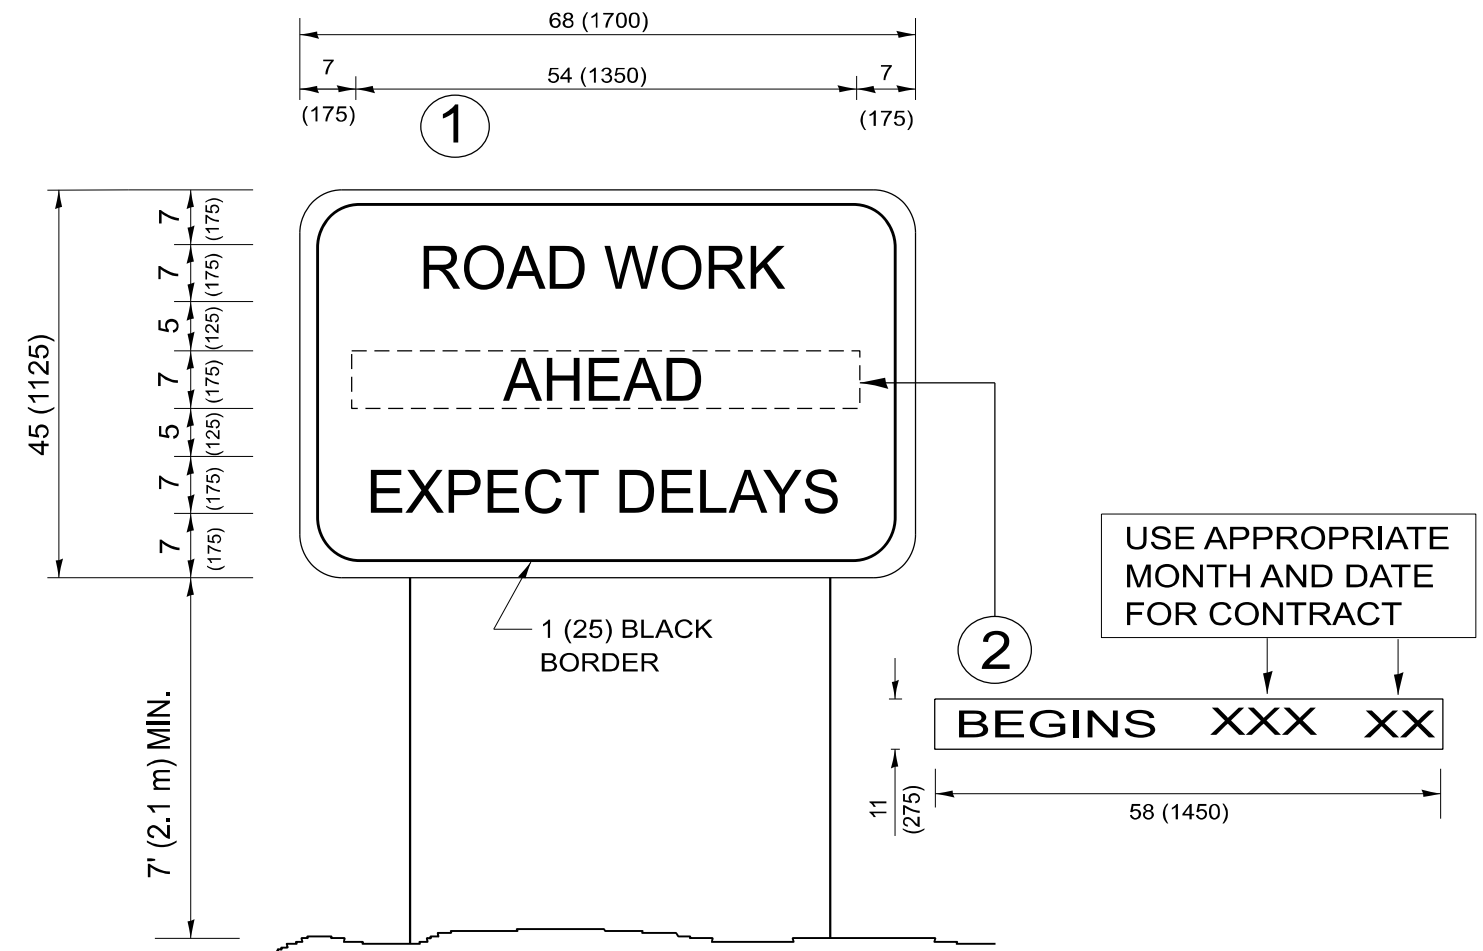 68 (1700)
7
54 (1350)
7
(175)
(175)
1
7
(175)
7
(175)
5
(125)
7
(175)
5
(125)
7
(175)
7
(175)
45 (1125)
ROAD WORK
AHEAD
EXPECT DELAYS
1 (25) BLACK
BORDER
7' (2.1 m) MIN.
USE APPROPRIATE
MONTH AND DATE
FOR CONTRACT
2
BEGINS XXX XX
11
(275)
58 (1450)